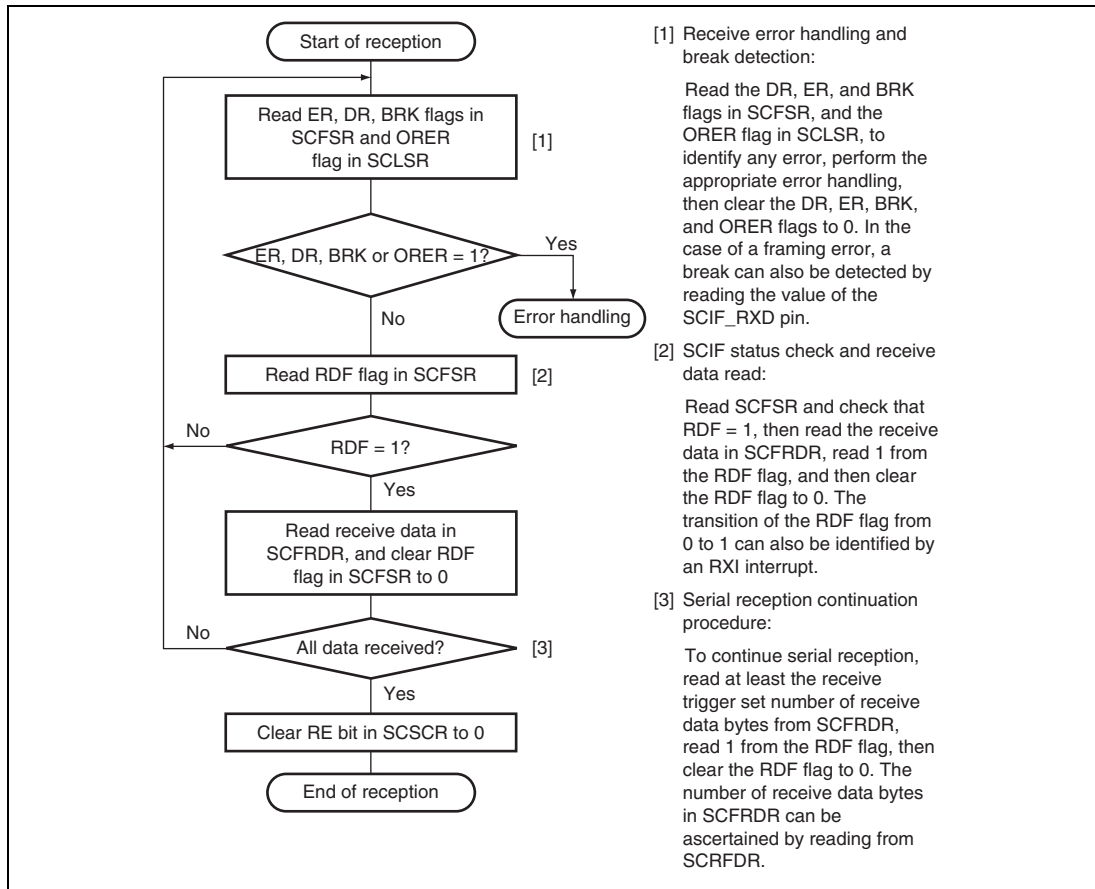 Start of reception
Read ER, DR, BRK flags in
SCFSR and ORER
flag in SCLSR
[1]
ER, DR, BRK or ORER = 1?
Yes
Error handling
No
Read RDF flag in SCFSR
[2]
No
RDF = 1?
Yes
Read receive data in
SCFRDR, and clear RDF
flag in SCFSR to 0
No
All data received?
[3]
Yes
Clear RE bit in SCSCR to 0
End of reception
[1] Receive error handling and
break detection:
Read the DR, ER, and BRK
flags in SCFSR, and the
ORER flag in SCLSR, to
identify any error, perform the
appropriate error handling,
then clear the DR, ER, BRK,
and ORER flags to 0. In the
case of a framing error, a
break can also be detected by
reading the value of the
SCIF_RXD pin.
[2] SCIF status check and receive
data read:
Read SCFSR and check that
RDF = 1, then read the receive
data in SCFRDR, read 1 from
the RDF flag, and then clear
the RDF flag to 0. The
transition of the RDF flag from
0 to 1 can also be identified by
an RXI interrupt.
[3] Serial reception continuation
procedure:
To continue serial reception,
read at least the receive
trigger set number of receive
data bytes from SCFRDR,
read 1 from the RDF flag, then
clear the RDF flag to 0. The
number of receive data bytes
in SCFRDR can be
ascertained by reading from
SCRFDR.